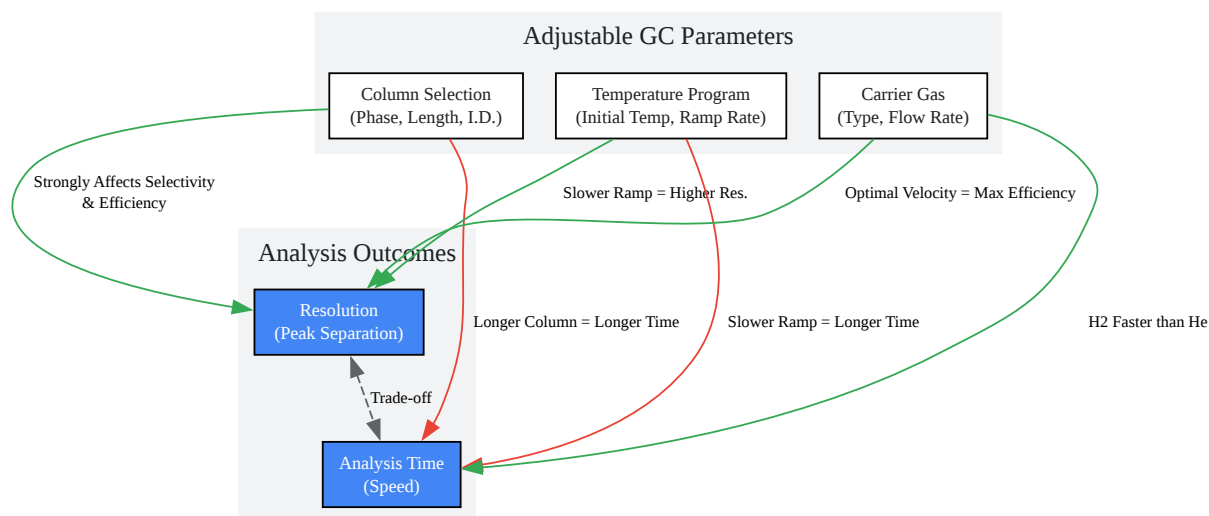 Adjustable GC Parameters
Column Selection
(Phase, Length, I.D.)
Temperature Program
(Initial Temp, Ramp Rate)
Carrier Gas
(Type, Flow Rate)
Strongly Affects Selectivity
& Efficiency
Slower Ramp = Higher Res.
Optimal Velocity = Max Efficiency
Analysis Outcomes
Resolution
(Peak Separation)
Longer Column = Longer Time
Slower Ramp = Longer Time
H2 Faster than He
Trade-off
Analysis Time
(Speed)